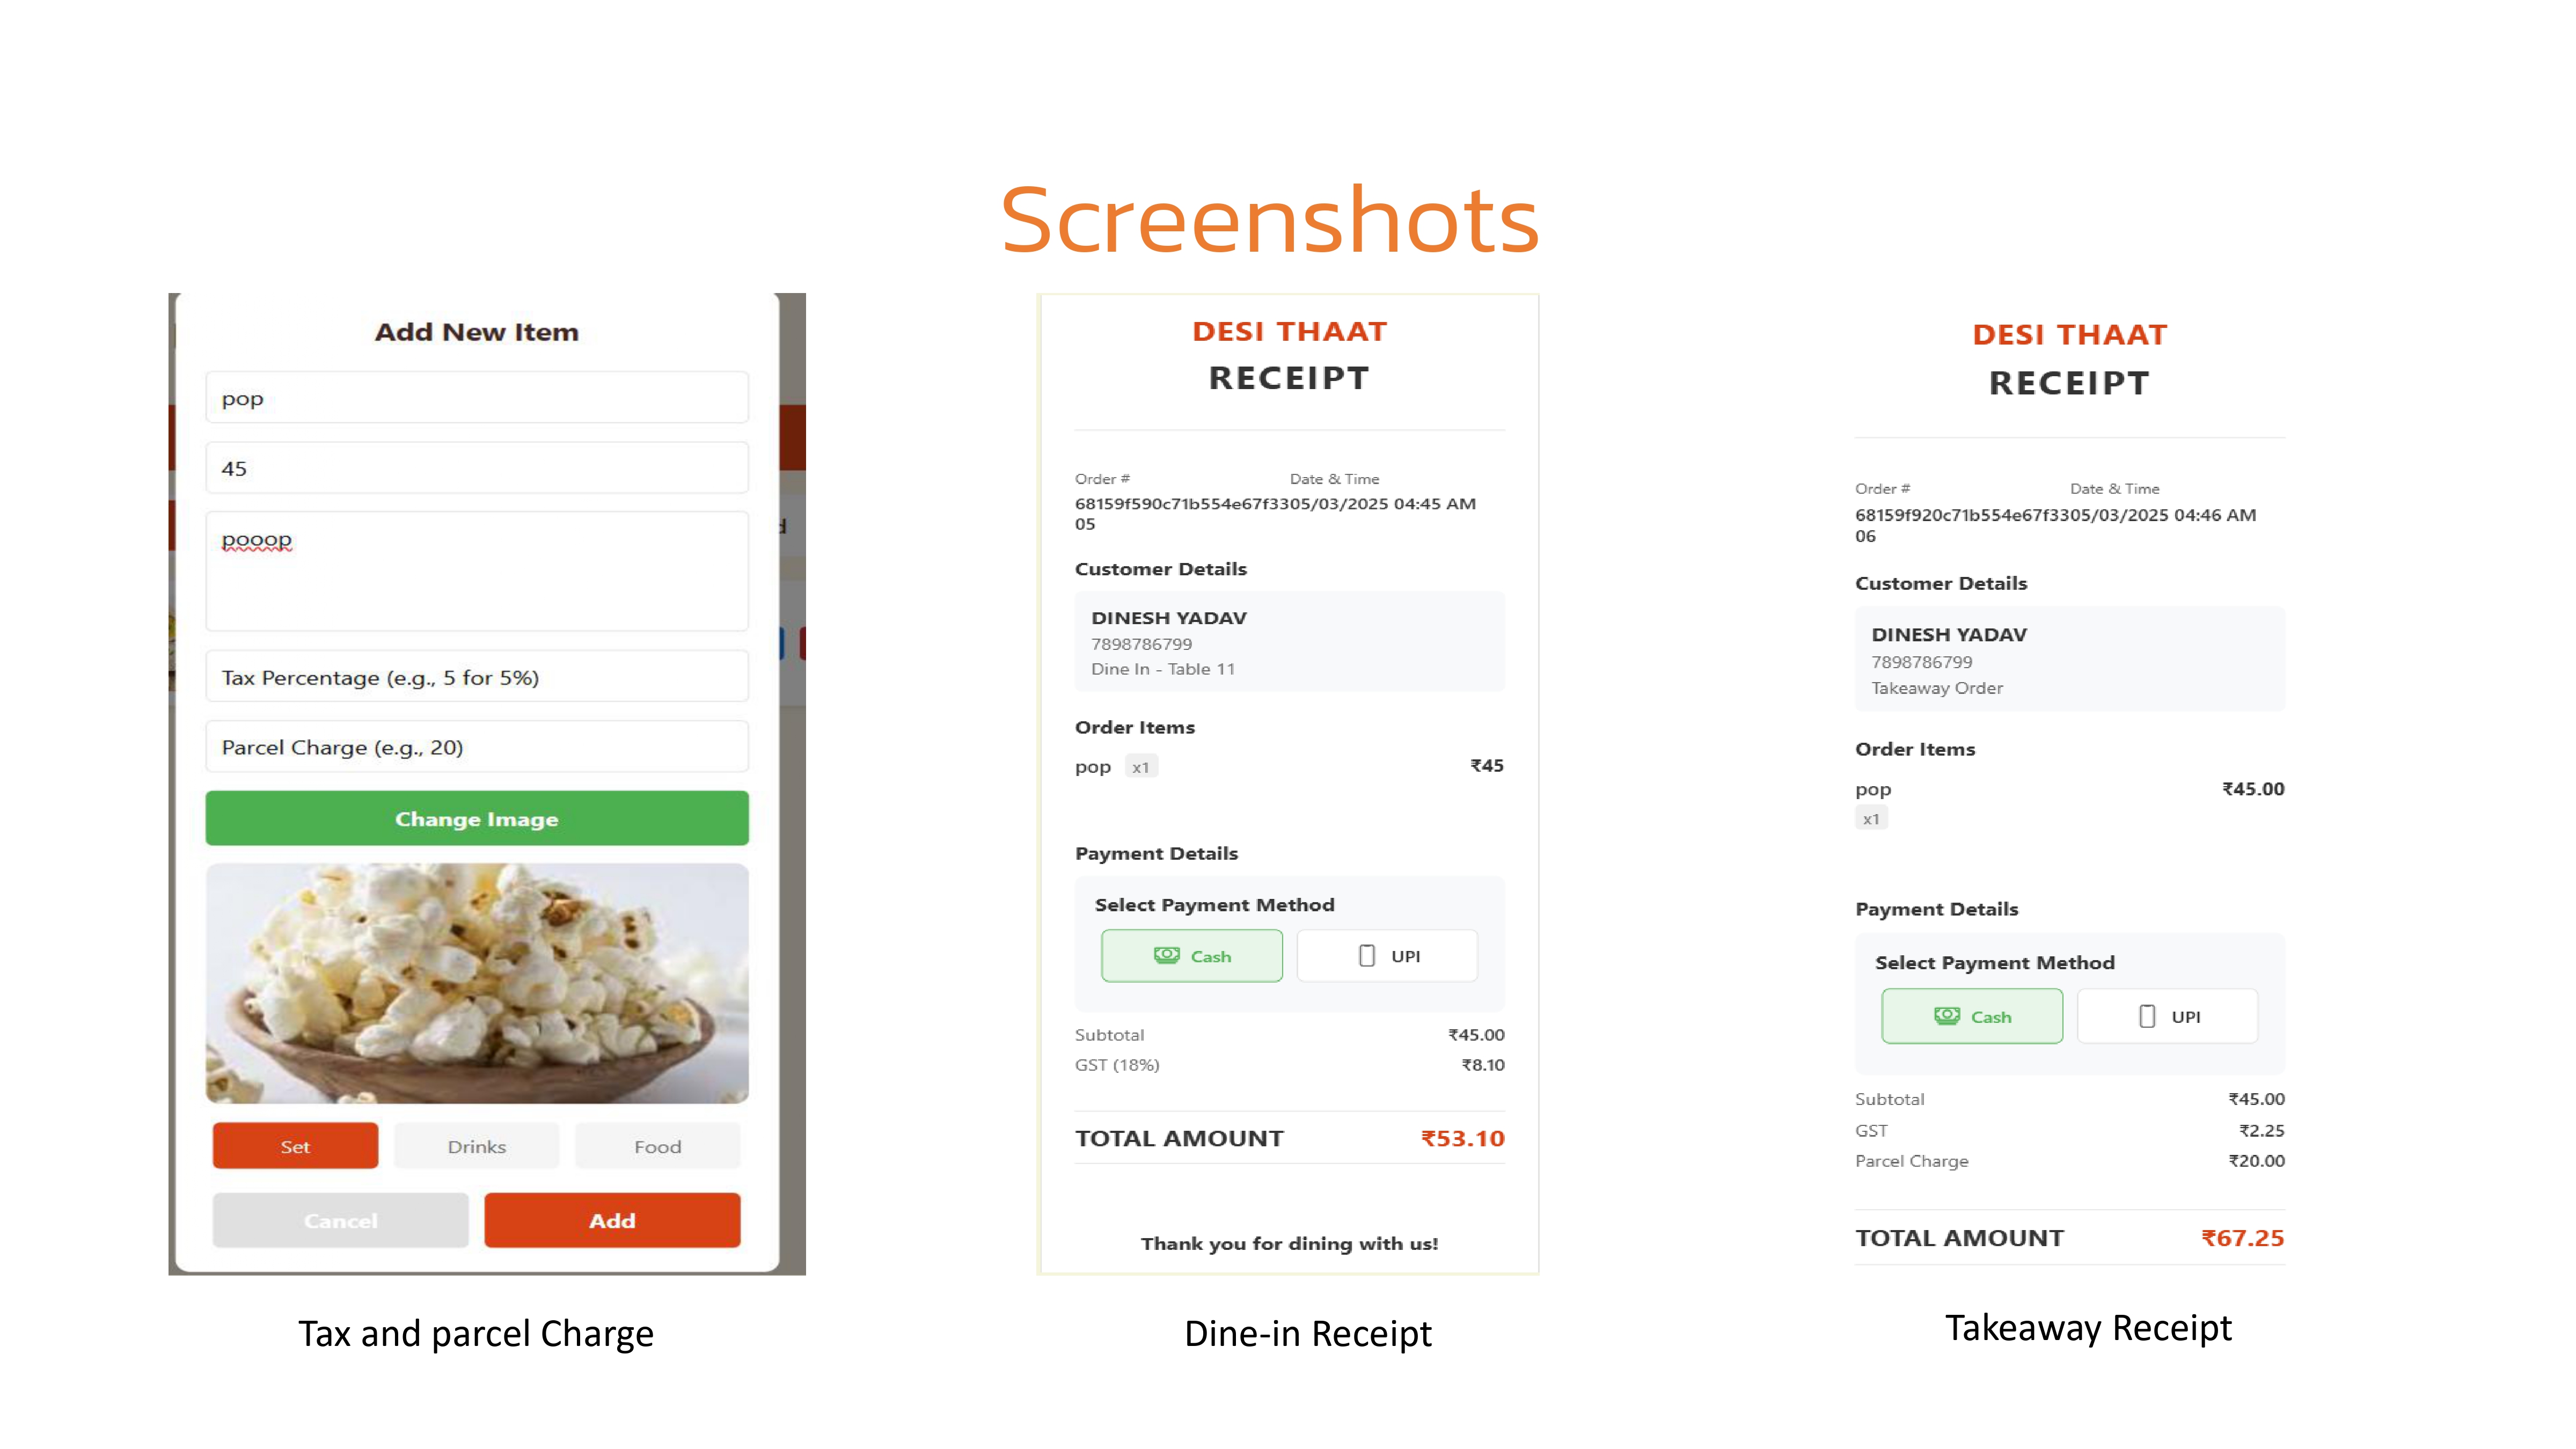 Screenshots
Add New Item
pop
45
pooop
Tax Percentage (e.g., 5 for 5%)
Parcel Charge (e.g., 20)
Change Image
Set
Drinks
Food
Cancel
Add
Tax and parcel Charge
DESI THAAT
RECEIPT
Order #
Date & Time
68159f590c71b554e67f3305/03/2025 04:45 AM
05
Customer Details
DINESH YADAV
7898786799
Dine In - Table 11
Order Items
pop x1 ₹45
Payment Details
Select Payment Method
Cash
UPI
Subtotal ₹45.00
GST (18%) ₹8.10
TOTAL AMOUNT ₹53.10
Thank you for dining with us!
Dine-in Receipt
DESI THAAT
RECEIPT
Order #
Date & Time
68159f920c71b554e67f3305/03/2025 04:46 AM
06
Customer Details
DINESH YADAV
7898786799
Takeaway Order
Order Items
pop ₹45.00
x1
Payment Details
Select Payment Method
Cash
UPI
Subtotal ₹45.00
GST ₹2.25
Parcel Charge ₹20.00
TOTAL AMOUNT ₹67.25
Takeaway Receipt